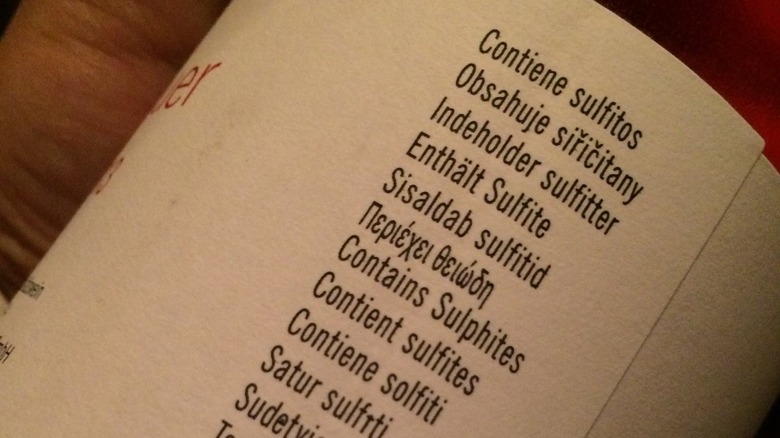 er
Contiene sulfitos
Obsahuje siřičitany
Indeholder sulfitter
Enthält Sulfite
Sisaldab sulfitid
Περιέχει θειώδη
Contains Sulphites
Contient sulfites
Contiene solfiti
Satur sulfīti